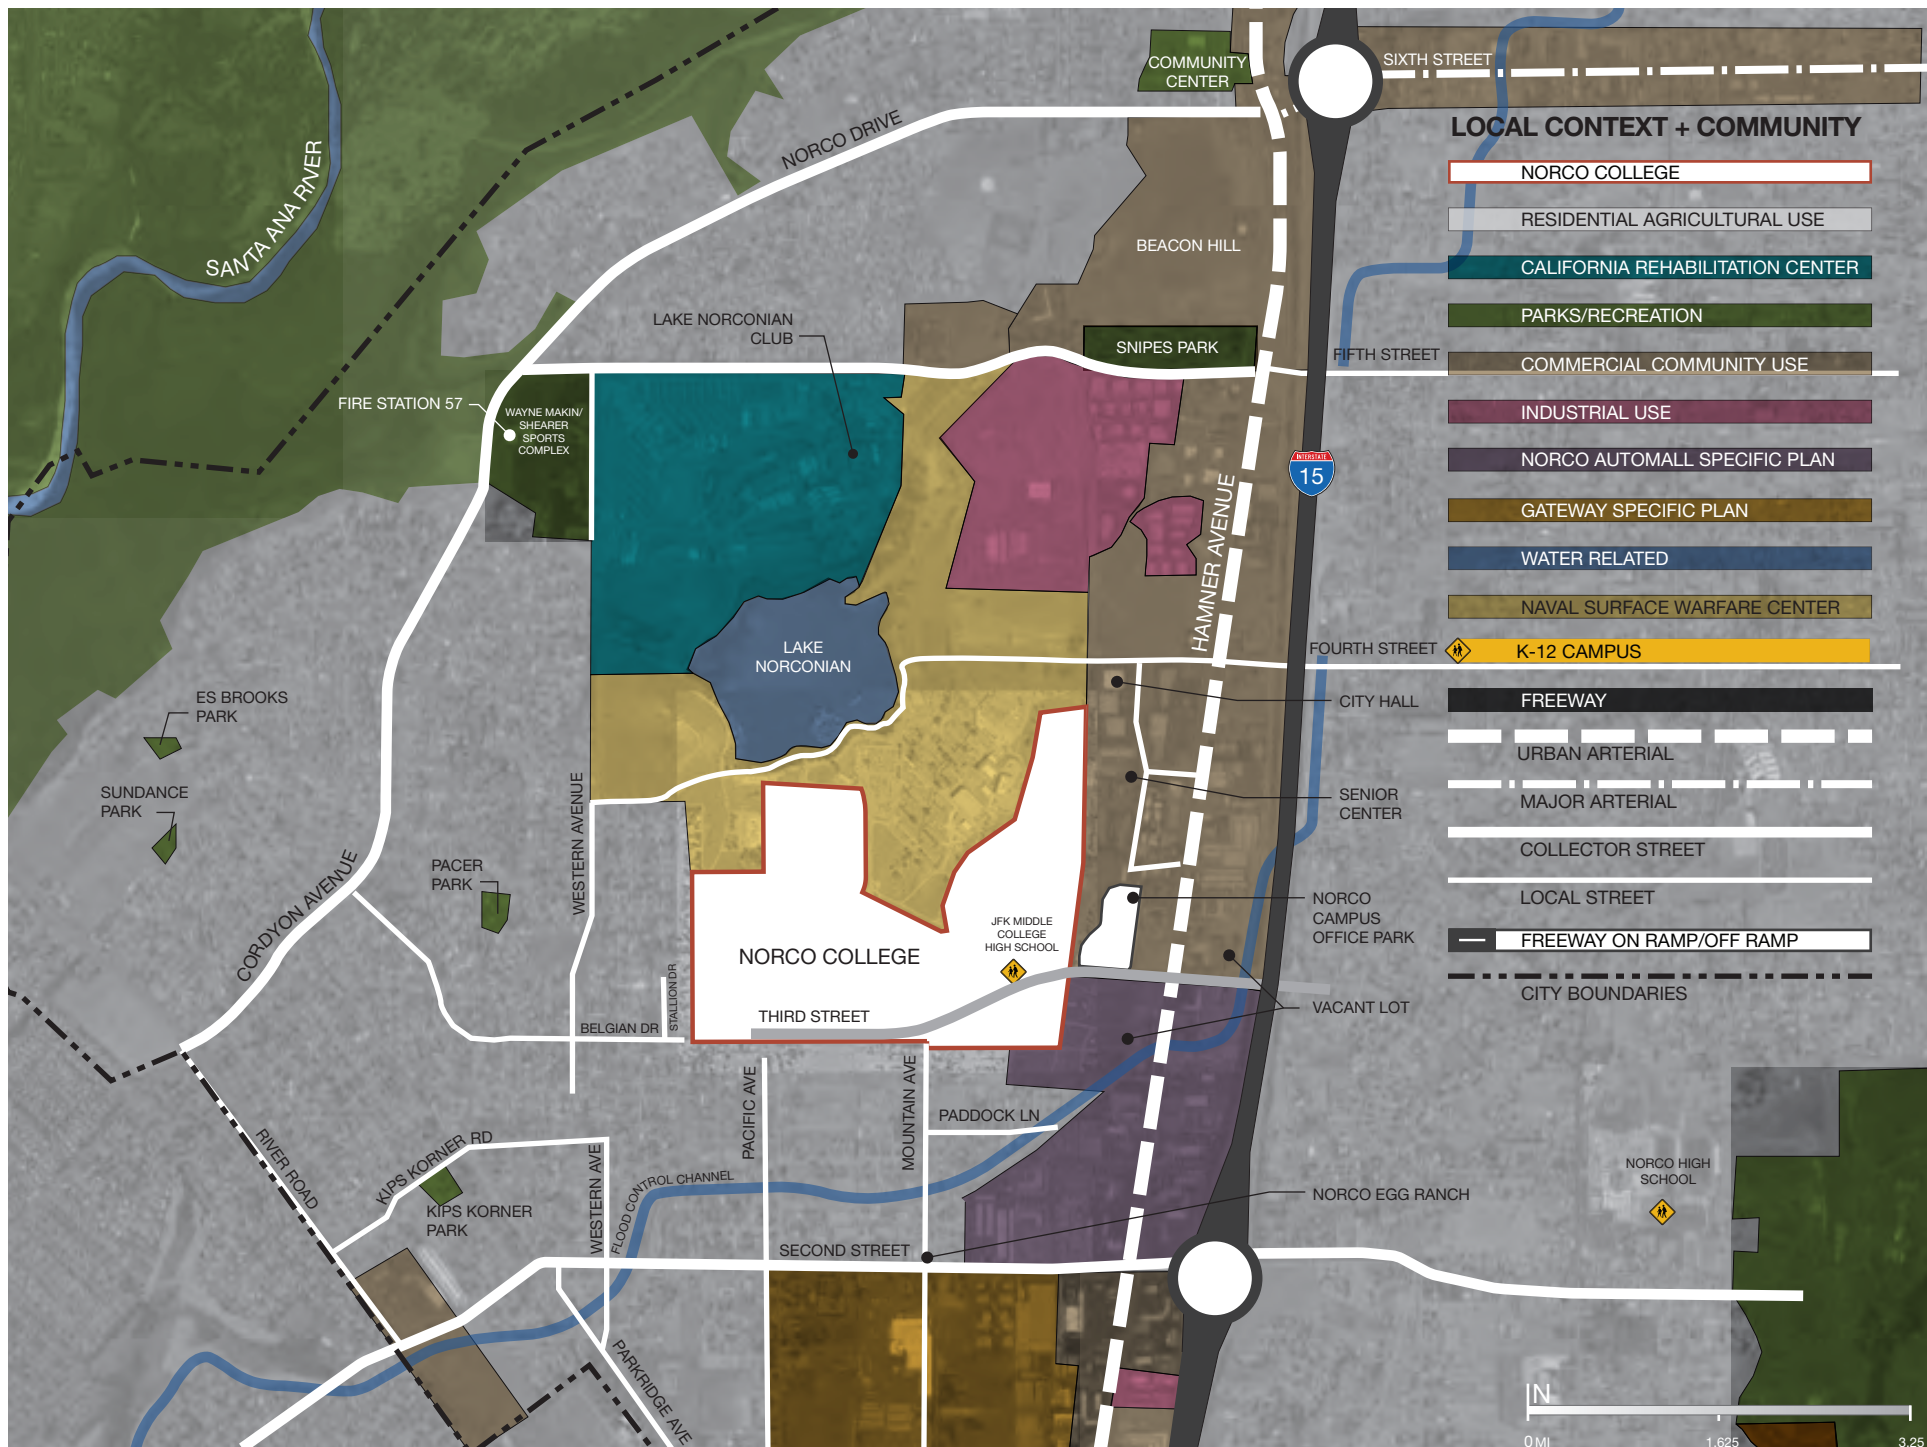 COMMUNITY
CENTER
SIXTH STREET
NORCO DRIVE
SANTA ANA RNER
BEACON HILL
LAKE NORCONIAN
CLUB
SNIPES PARK
FIFTH STREET
FIRE STATION 57
WAYNE MAKIN/
SHEARER
SPORTS
COMPLEX
INTERSTATE
15
HAMNER AVENUE
LAKE
NORCONIAN
FOURTH STREET
CITY HALL
ES BROOKS
PARK
SUNDANCE
PARK
SENIOR
CENTER
WESTERN AVENUE
PACER
PARK
CORDYON AVENUE
NORCO
CAMPUS
OFFICE PARK
JFK MIDDLE
COLLEGE
HIGH SCHOOL
NORCO COLLEGE
STALLION DR
THIRD STREET
BELGIAN DR
VACANT LOT
PACIFIC AVE
MOUNTAIN AVE
PADDOCK LN
RIVER ROAD
KIPS KORNER RD
WESTERN AVE
FLOOD CONTROL CHANNEL
NORCO EGG RANCH
NORCO HIGH
SCHOOL
KIPS KORNER
PARK
SECOND STREET
PARKRIDGE AVE
LOCAL CONTEXT + COMMUNITY
NORCO COLLEGE
RESIDENTIAL AGRICULTURAL USE
CALIFORNIA REHABILITATION CENTER
PARKS/RECREATION
COMMERCIAL COMMUNITY USE
INDUSTRIAL USE
NORCO AUTOMALL SPECIFIC PLAN
GATEWAY SPECIFIC PLAN
WATER RELATED
NAVAL SURFACE WARFARE CENTER
K-12 CAMPUS
FREEWAY
URBAN ARTERIAL
MAJOR ARTERIAL
COLLECTOR STREET
LOCAL STREET
FREEWAY ON RAMP/OFF RAMP
CITY BOUNDARIES
N
0 MI 1.625 3.25